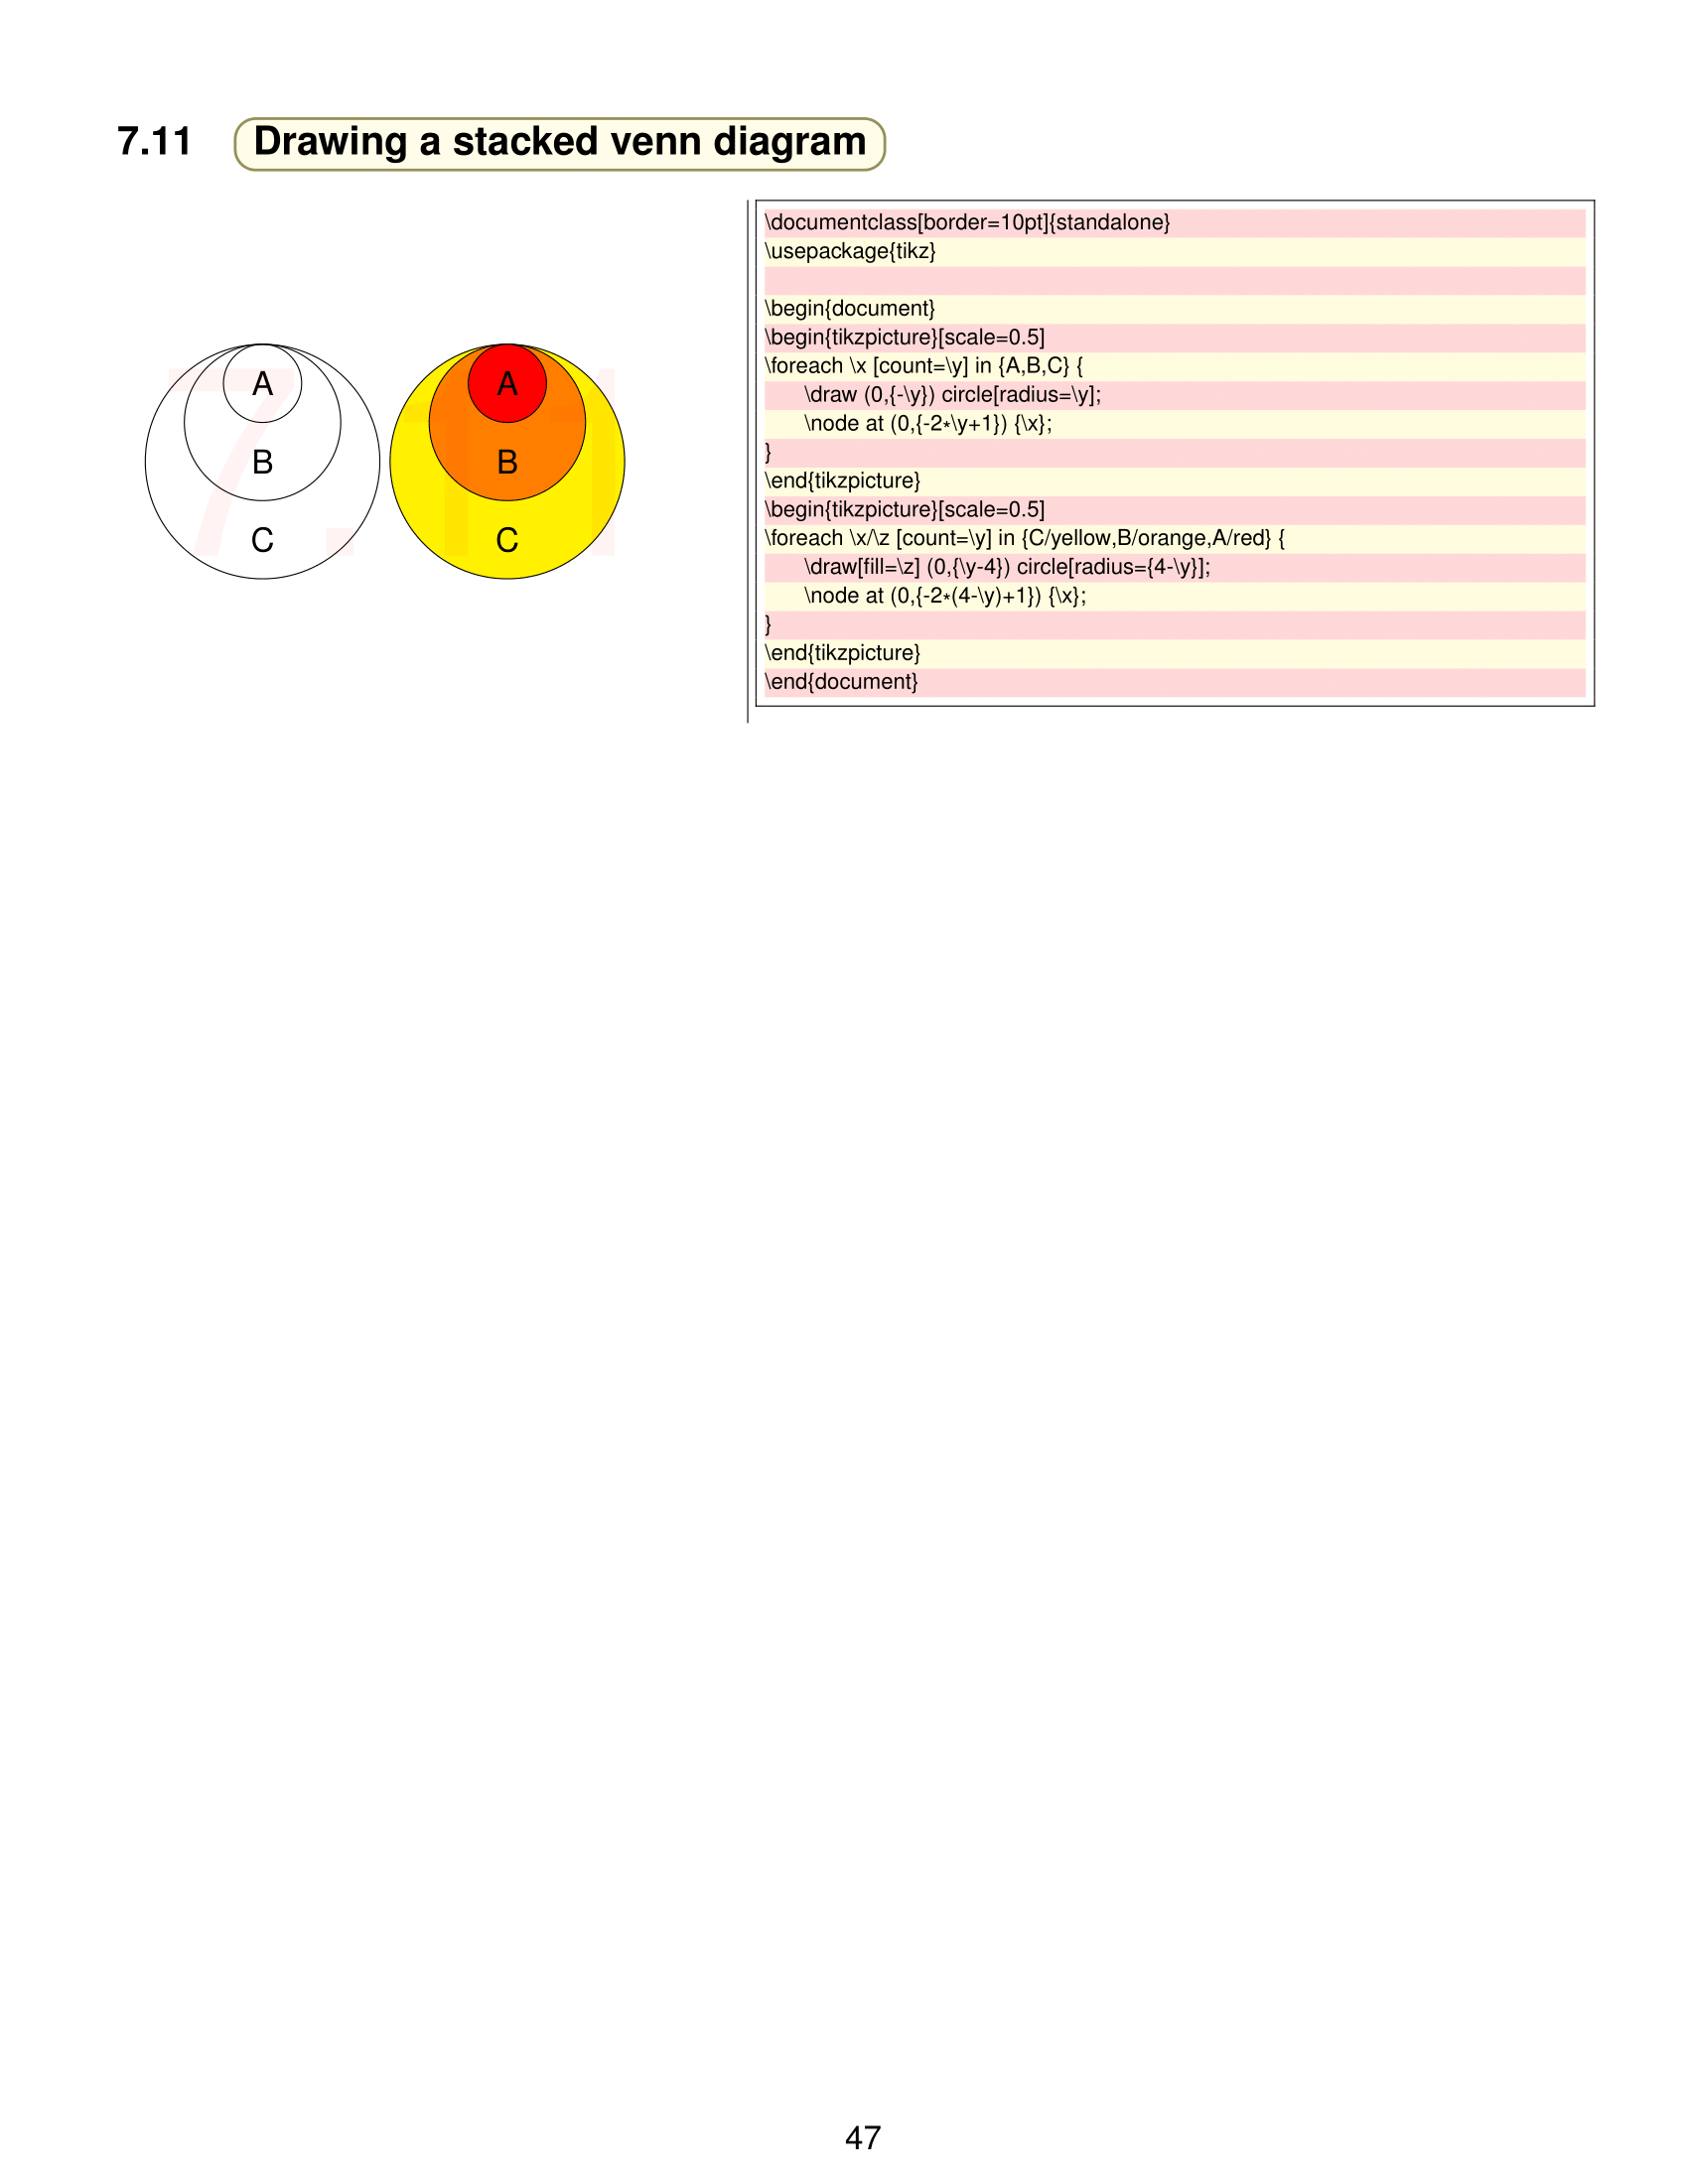 7.11 Drawing a stacked venn diagram
A
B
C
A
B
C
7.11
\documentclass[border=10pt]{standalone}
\usepackage{tikz}

\begin{document}
\begin{tikzpicture}[scale=0.5]
\foreach \x [count=\y] in {A,B,C} {
\draw (0,{-\y}) circle[radius=\y];
\node at (0,{-2*\y+1}) {\x};
}
\end{tikzpicture}
\begin{tikzpicture}[scale=0.5]
\foreach \x/\z [count=\y] in {C/yellow,B/orange,A/red} {
\draw[fill=\z] (0,{\y-4}) circle[radius={4-\y}];
\node at (0,{-2*(4-\y)+1}) {\x};
}
\end{tikzpicture}
\end{document}
47